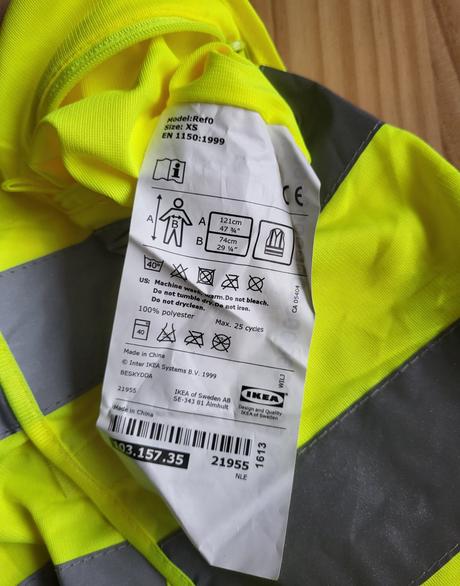 Model:Ref0
Size: XS
EN 1150:1999
i
CE
A
B
A 121cm
47 ¾"
B 74cm
29 ¼"
CA 05404
40°
US: Machine wash, warm. Do not bleach.
Do not tumble dry. Do not iron.
Do not dryclean.
100% polyester Max. 25 cycles
40
Made in China
© Inter IKEA Systems B.V. 1999
BESKYDDA
21955
IKEA of Sweden AB
SE-343 81 Älmhult
IKEA
Design and Quality
IKEA of Sweden
Made in China
03.157.35
21955
NLE
1613